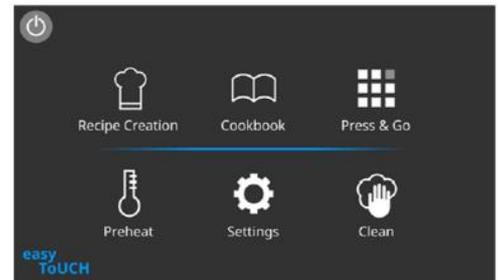 Recipe Creation
Cookbook
Press & Go
Preheat
Settings
Clean
easy
ToUCH